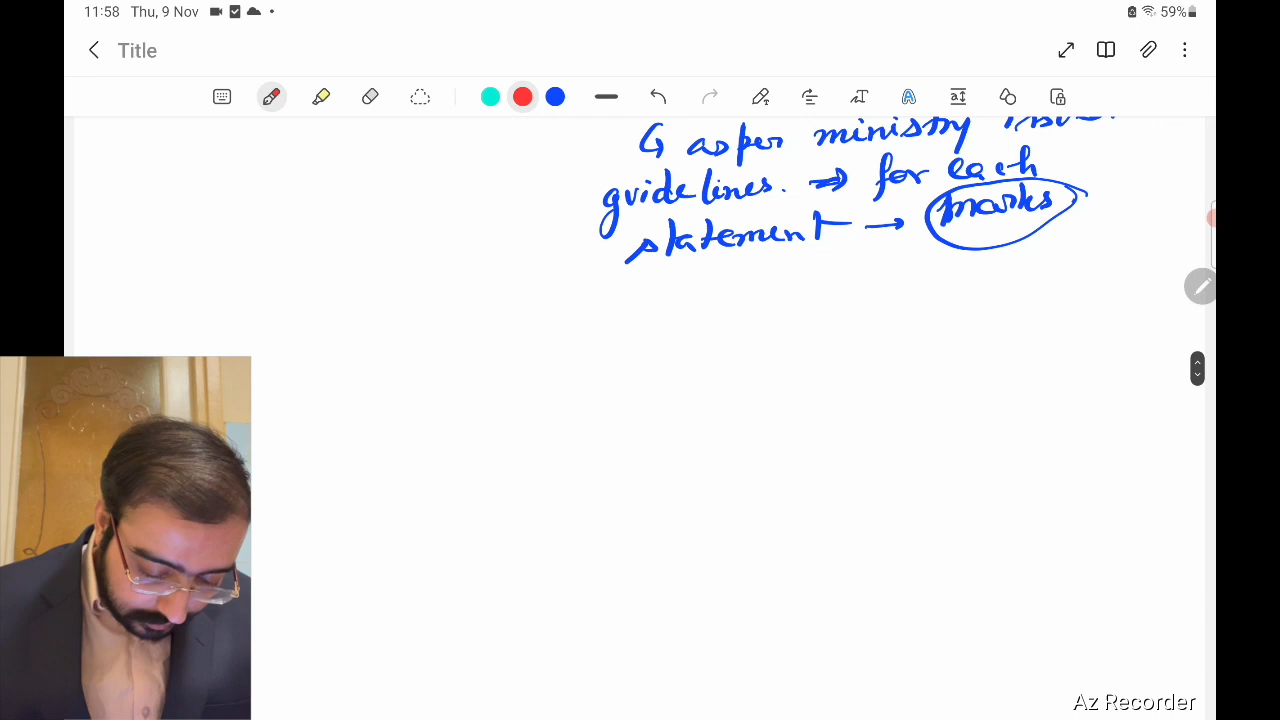 11:58 Thu, 9 Nov
59%
Title
↳ as per ministry
guidelines. ⇒ for each
statement → marks
Az Recorder